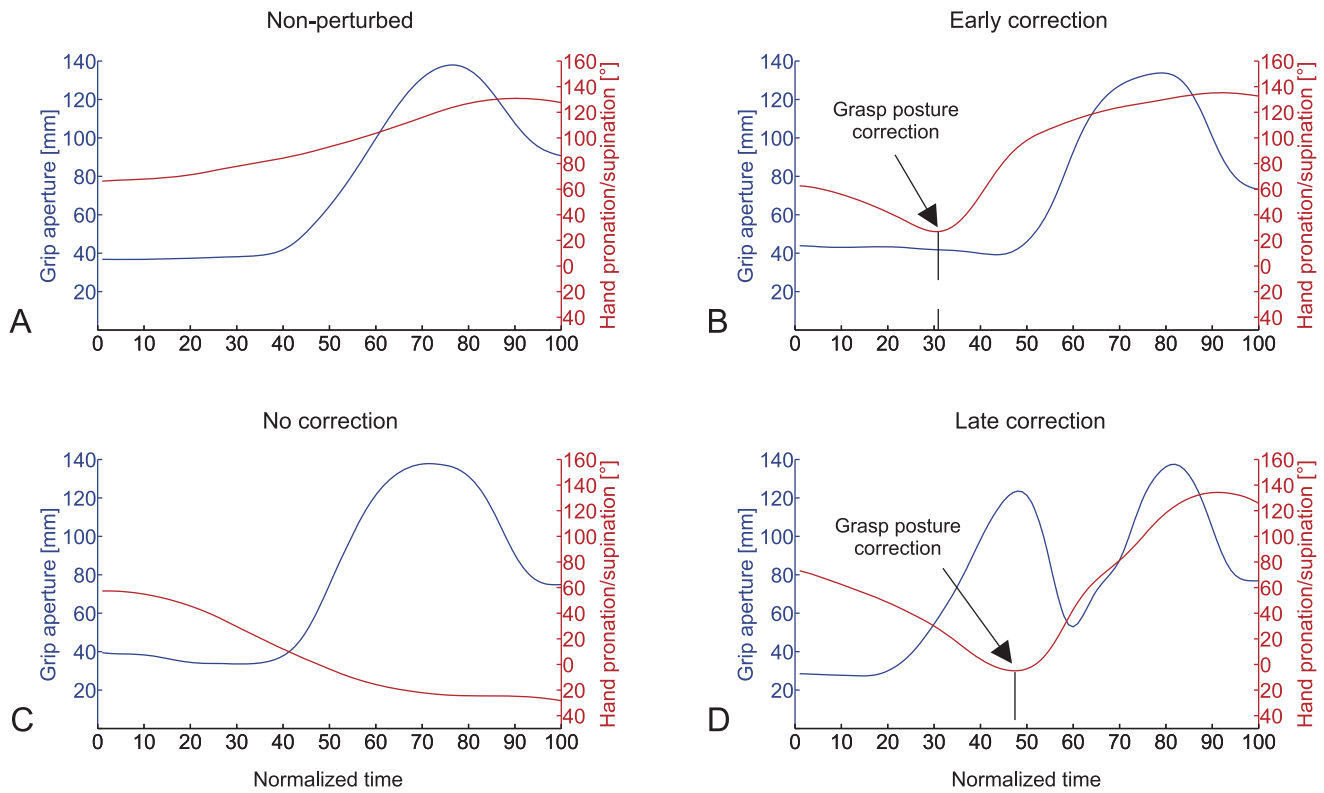 Non-perturbed
Grip aperture [mm]
140
120
100
80
60
40
20
160
140
120
100
80
60
40
20
0
20
40
Hand pronation/supination [°]
A
0 10 20 30 40 50 60 70 80 90 100
Early correction
Grip aperture [mm]
140
120
100
80
60
40
20
Grasp posture
correction
160
140
120
100
80
60
40
20
0
20
40
Hand pronation/supination [°]
B
0 10 20 30 40 50 60 70 80 90 100
No correction
Grip aperture [mm]
140
120
100
80
60
40
20
160
140
120
100
80
60
40
20
0
20
40
Hand pronation/supination [°]
C
0 10 20 30 40 50 60 70 80 90 100
Normalized time
Late correction
Grip aperture [mm]
140
120
100
80
60
40
20
Grasp posture
correction
160
140
120
100
80
60
40
20
0
20
40
Hand pronation/supination [°]
D
0 10 20 30 40 50 60 70 80 90 100
Normalized time